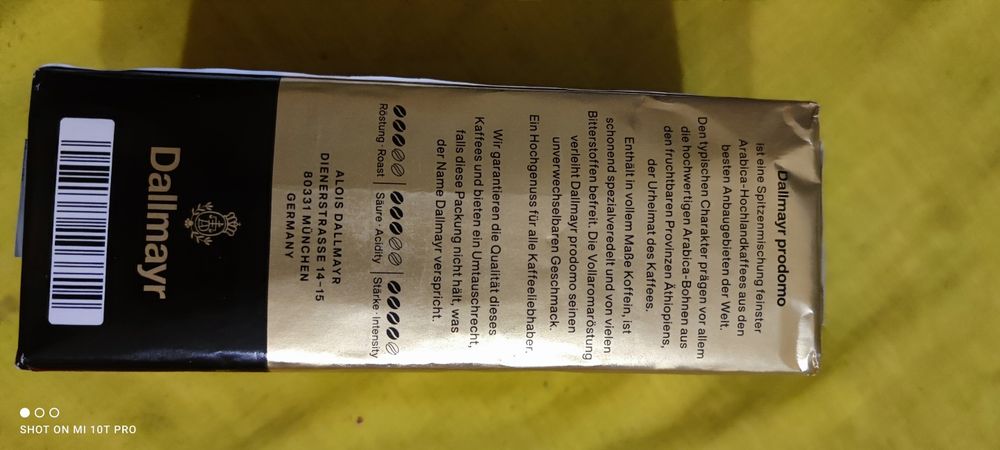 Dallmayr prodomo
ist eine Spitzenmischung feinster
Arabica-Hochlandkaffees aus den
besten Anbaugebieten der Welt.
Den typischen Charakter prägen vor allem
die hochwertigen Arabica-Bohnen aus
den fruchtbaren Provinzen Äthiopiens,
der Urheimat des Kaffees.
Enthält in vollem Maße Koffein, ist
schonend spezialveredelt und von vielen
Bitterstoffen befreit. Die Vollaromaröstung
verleiht Dallmayr prodomo seinen
unverwechselbaren Geschmack.
Ein Hochgenuss für alle Kaffeeliebhaber.
Wir garantieren die Qualität dieses
Kaffees und bieten ein Umtauschrecht,
falls diese Packung nicht hält, was
der Name Dallmayr verspricht.
Röstung·Roast
Säure·Acidity
Stärke·Intensity
ALOIS DALLMAYR
DIENERSTRASSE 14–15
80331 MÜNCHEN
GERMANY
Dallmayr
SHOT ON MI 10T PRO